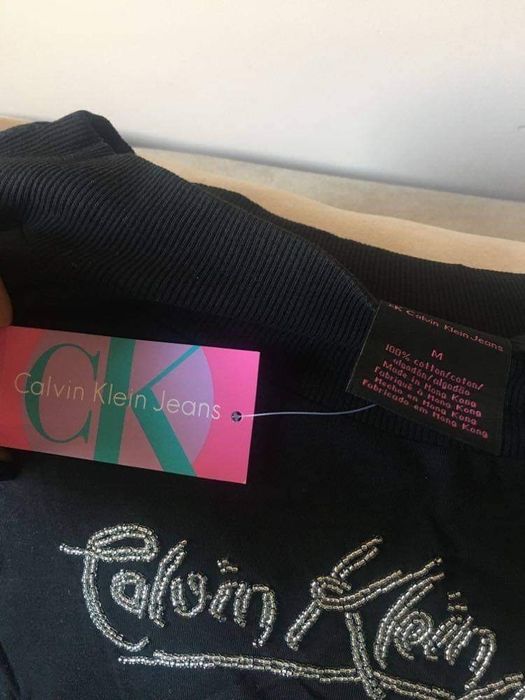 CK Calvin Klein Jeans
M
100% cotton/coton/
algodón/algodão
Made in Hong Kong
Fabriqué à Hong Kong
Hecho en Hong Kong
Fabricado em Hong Kong
CK
Calvin Klein Jeans
Calvin Klein